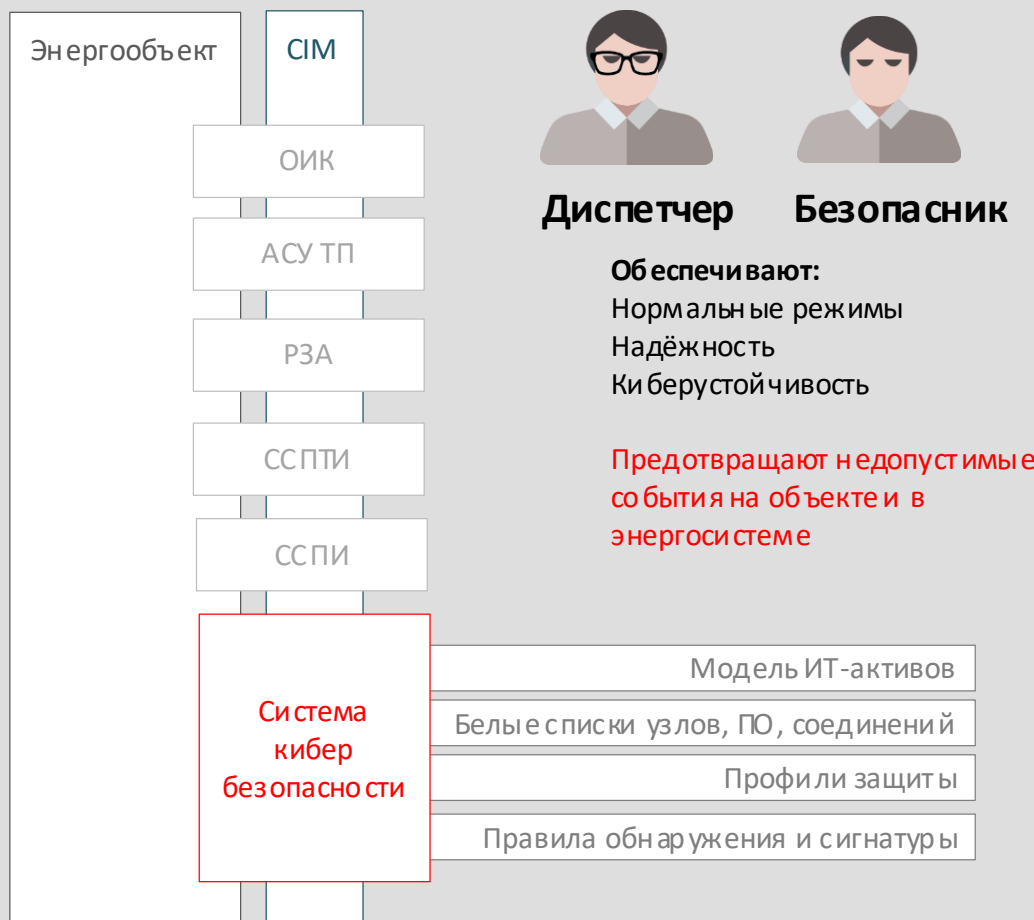 Энергообъект
CIM
ОИК
АСУ ТП
РЗА
ССПТИ
ССПИ
Система
кибер
безопасности
Диспетчер
Безопасник
Обеспечивают:
Нормальные режимы
Надёжность
Киберустойчивость
Предотвращают недопустимые
события на объекте и в
энергосистеме
Модель ИТ-активов
Белые списки узлов, ПО, соединений
Профили защиты
Правила обнаружения и сигнатуры